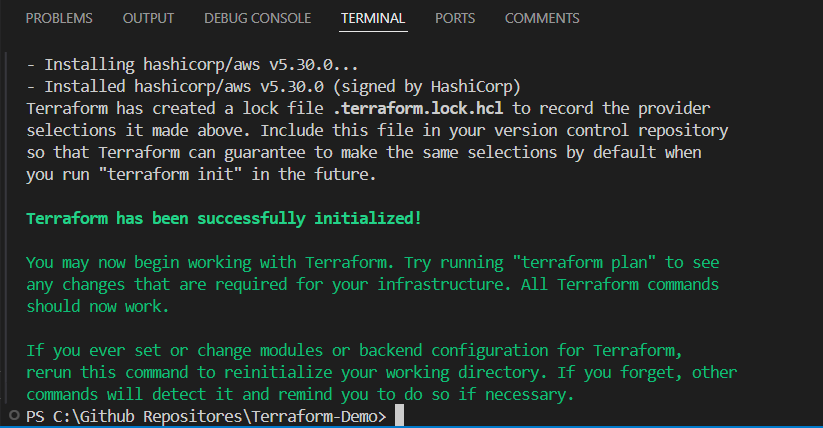 PROBLEMS OUTPUT DEBUG CONSOLE TERMINAL PORTS COMMENTS
- Installing hashicorp/aws v5.30.0...
- Installed hashicorp/aws v5.30.0 (signed by HashiCorp)
Terraform has created a lock file .terraform.lock.hcl to record the provider
selections it made above. Include this file in your version control repository
so that Terraform can guarantee to make the same selections by default when
you run "terraform init" in the future.
Terraform has been successfully initialized!
You may now begin working with Terraform. Try running "terraform plan" to see
any changes that are required for your infrastructure. All Terraform commands
should now work.
If you ever set or change modules or backend configuration for Terraform,
rerun this command to reinitialize your working directory. If you forget, other
commands will detect it and remind you to do so if necessary.
PS C:\Github Repositores\Terraform-Demo>